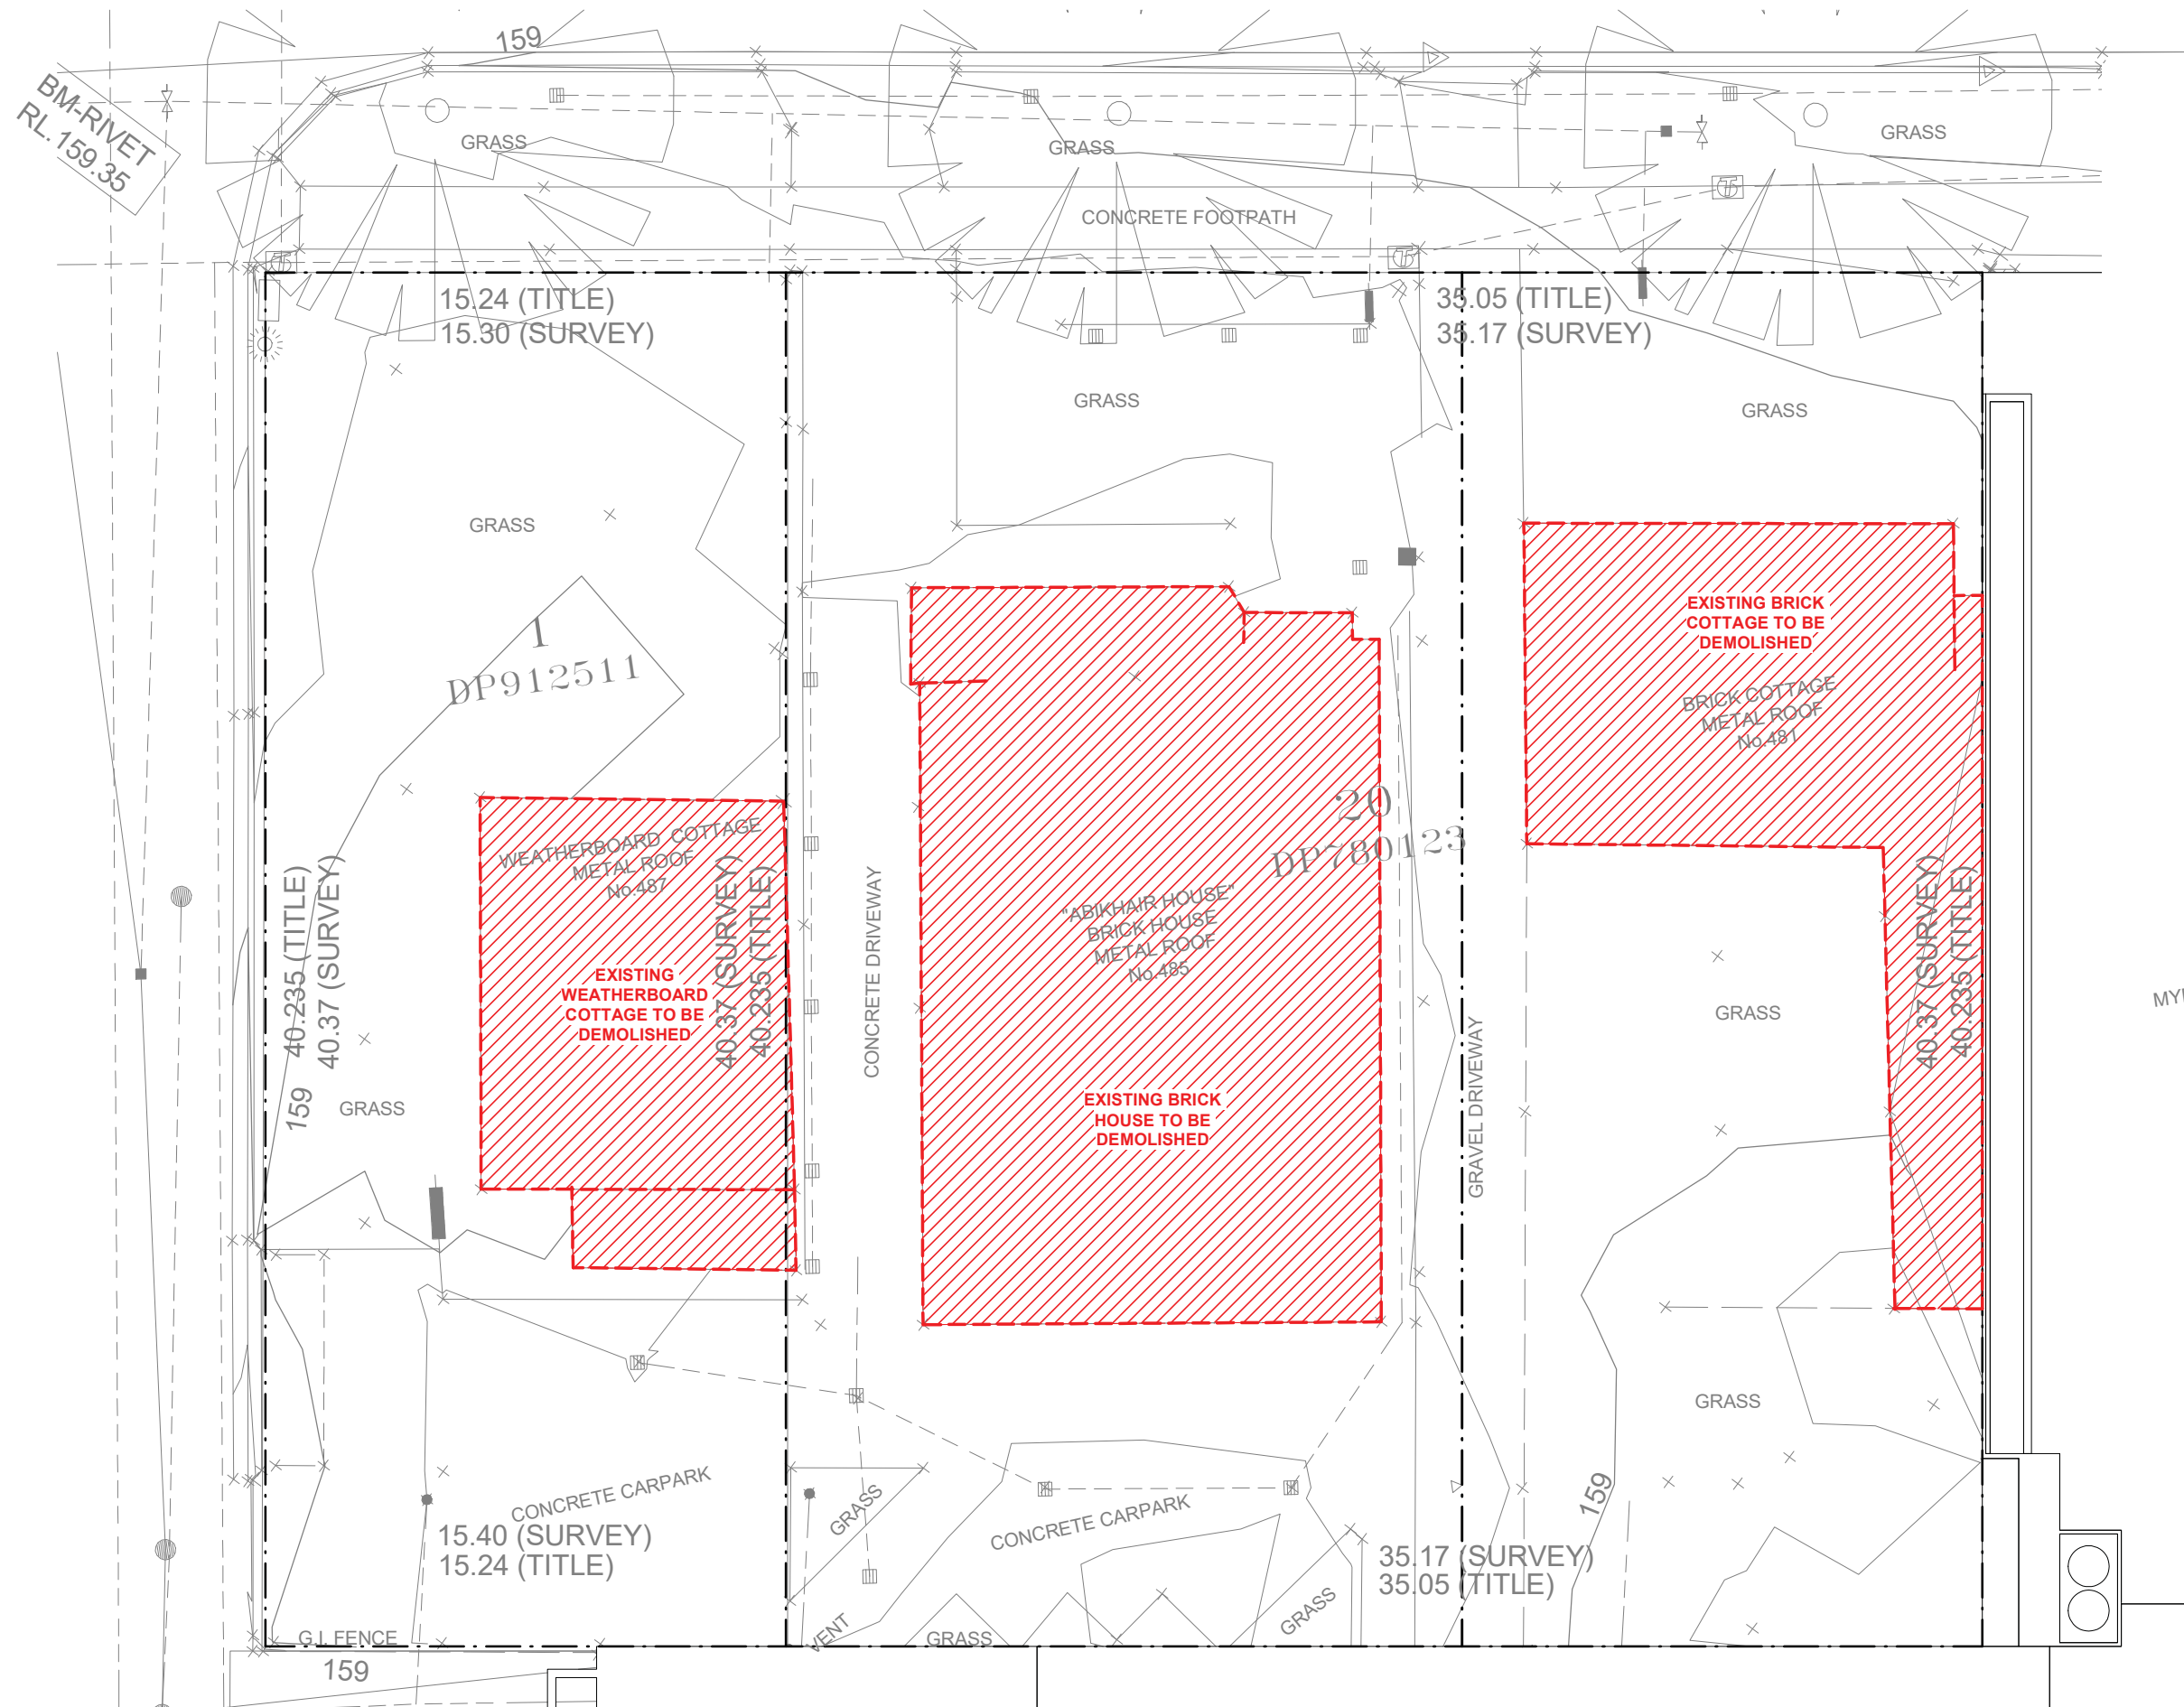 159
BM-RIVET
RL.159.35
GRASS
GRASS
GRASS
CONCRETE FOOTPATH
15.24 (TITLE)
15.30 (SURVEY)
35.05 (TITLE)
35.17 (SURVEY)
GRASS
GRASS
GRASS
1
DP912511
EXISTING BRICK
COTTAGE TO BE
DEMOLISHED
BRICK COTTAGE
METAL ROOF
No.481
20
DP780123
WEATHERBOARD COTTAGE
METAL ROOF
No.487
EXISTING
WEATHERBOARD
COTTAGE TO BE
DEMOLISHED
40.235 (TITLE)
40.37 (SURVEY)
40.37 (SURVEY)
40.235 (TITLE)
CONCRETE DRIVEWAY
"ABIKHAIR HOUSE"
BRICK HOUSE
METAL ROOF
No.485
EXISTING BRICK
HOUSE TO BE
DEMOLISHED
GRAVEL DRIVEWAY
40.37 (SURVEY)
40.235 (TITLE)
GRASS
159
GRASS
GRASS
CONCRETE CARPARK
15.40 (SURVEY)
15.24 (TITLE)
GRASS
CONCRETE CARPARK
159
35.17 (SURVEY)
35.05 (TITLE)
GRASS
VENT
GRASS
G.I. FENCE
159